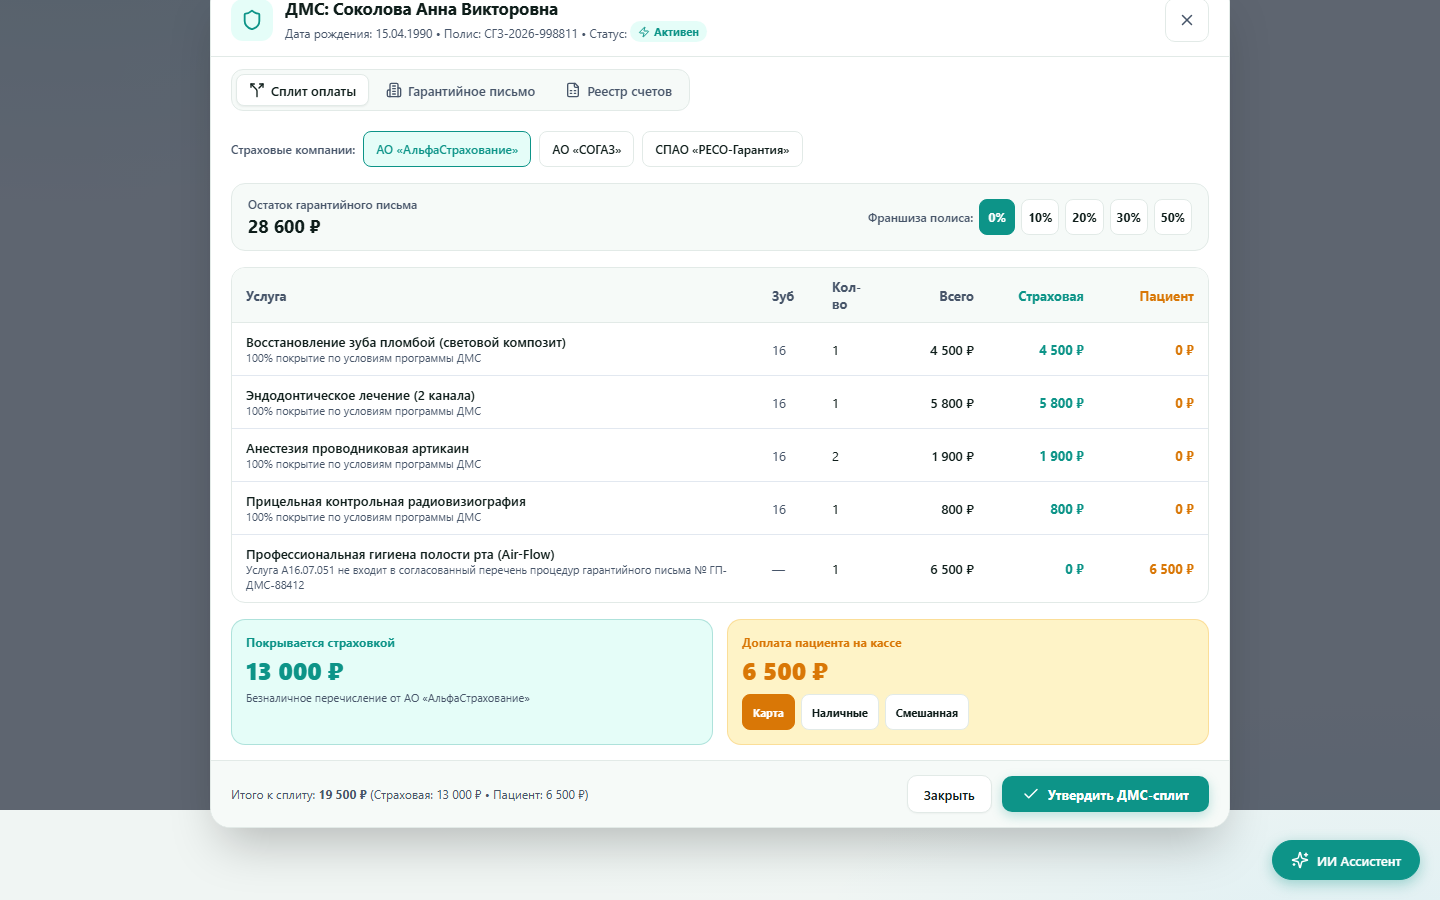 ДМС: Соколова Анна Викторовна
Дата рождения: 15.04.1990 • Полис: СГЗ-2026-998811 • Статус: Активен
Сплит оплаты Гарантийное письмо Реестр счетов
Страховые компании: АО «АльфаСтрахование» АО «СОГАЗ» СПАО «РЕСО-Гарантия»
Остаток гарантийного письма
28 600 ₽
Франшиза полиса: 0% 10% 20% 30% 50%
Услуга Зуб Кол-во Всего Страховая Пациент
Восстановление зуба пломбой (световой композит)
100% покрытие по условиям программы ДМС
16 1 4 500 ₽ 4 500 ₽ 0 ₽
Эндодонтическое лечение (2 канала)
100% покрытие по условиям программы ДМС
16 1 5 800 ₽ 5 800 ₽ 0 ₽
Анестезия проводниковая артикаин
100% покрытие по условиям программы ДМС
16 2 1 900 ₽ 1 900 ₽ 0 ₽
Прицельная контрольная радиовизиография
100% покрытие по условиям программы ДМС
16 1 800 ₽ 800 ₽ 0 ₽
Профессиональная гигиена полости рта (Air-Flow)
Услуга A16.07.051 не входит в согласованный перечень процедур гарантийного письма № ГП-
ДМС-88412
— 1 6 500 ₽ 0 ₽ 6 500 ₽
Покрывается страховкой
13 000 ₽
Безналичное перечисление от АО «АльфаСтрахование»
Доплата пациента на кассе
6 500 ₽
Карта Наличные Смешанная
Итого к сплиту: 19 500 ₽ (Страховая: 13 000 ₽ • Пациент: 6 500 ₽)
Закрыть Утвердить ДМС-сплит
ИИ Ассистент